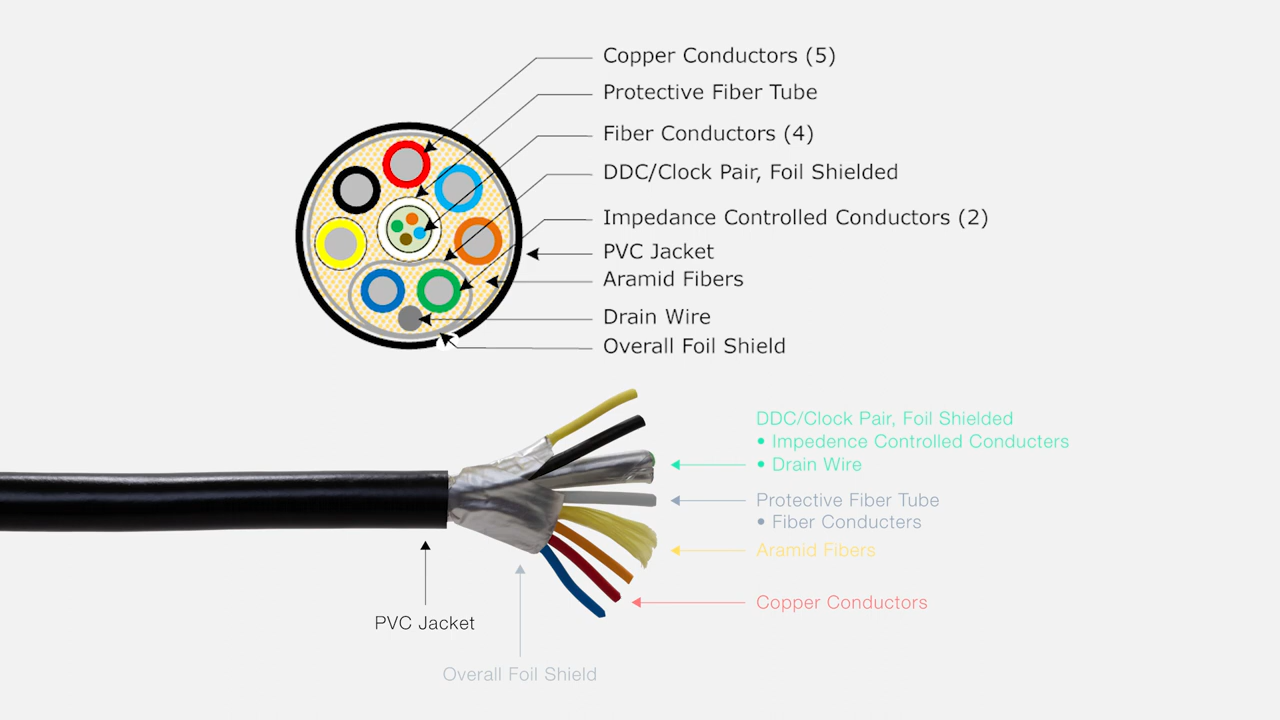 Copper Conductors (5)
Protective Fiber Tube
Fiber Conductors (4)
DDC/Clock Pair, Foil Shielded
Impedance Controlled Conductors (2)
PVC Jacket
Aramid Fibers
Drain Wire
Overall Foil Shield
DDC/Clock Pair, Foil Shielded
• Impedence Controlled Conducters
• Drain Wire
Protective Fiber Tube
• Fiber Conducters
Aramid Fibers
Copper Conductors
PVC Jacket
Overall Foil Shield